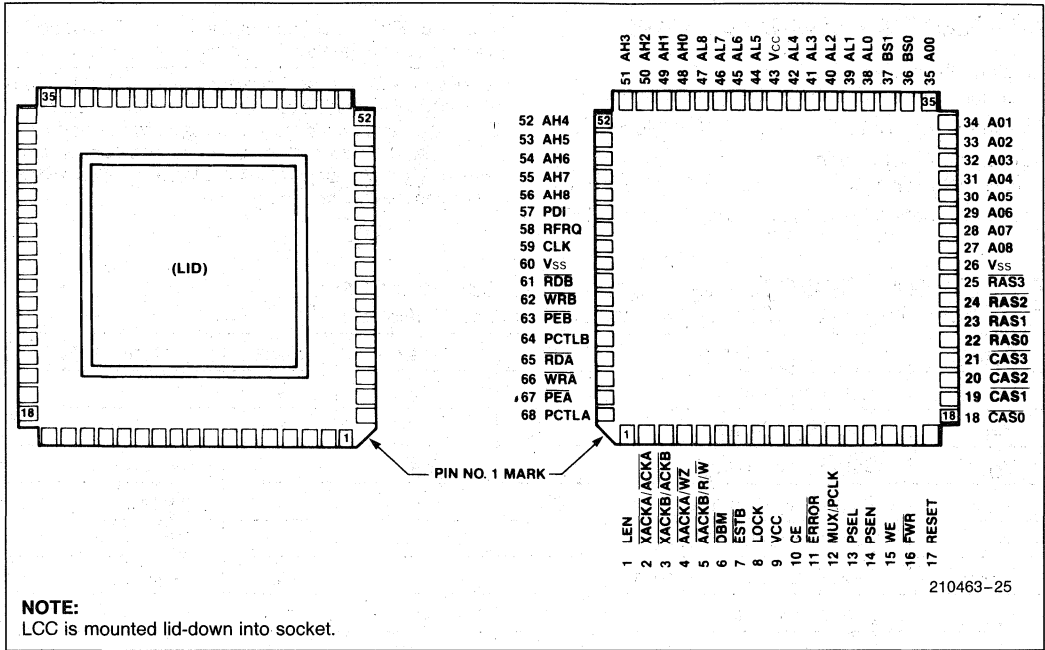 35
52
(LID)
18
1
51 AH3
50 AH2
49 AH1
48 AH0
47 AL8
46 AL7
45 AL6
44 AL5
43 Vcc
42 AL4
41 AL3
40 AL2
39 AL1
38 AL0
37 BS1
36 BS0
35 A00
52
35
52 AH4
53 AH5
54 AH6
55 AH7
56 AH8
57 PDI
58 RFRQ
59 CLK
60 Vss
61 RDB
62 WRB
63 PEB
64 PCTLB
65 RDA
66 WRA
67 PEA
68 PCTLA
34 A01
33 A02
32 A03
31 A04
30 A05
29 A06
28 A07
27 A08
26 Vss
25 RAS3
24 RAS2
23 RAS1
22 RAS0
21 CAS3
20 CAS2
19 CAS1
18 CAS0
1
18
PIN NO. 1 MARK
1 LEN
2 XACKA/ACKA
3 XACKB/ACKB
4 AACKA/WZ
5 AACKB/R/W
6 DBM
7 ESTB
8 LOCK
9 VCC
10 CE
11 ERROR
12 MUX/PCLK
13 PSEL
14 PSEN
15 WE
16 FWR
17 RESET
210463-25
NOTE:
LCC is mounted lid-down into socket.